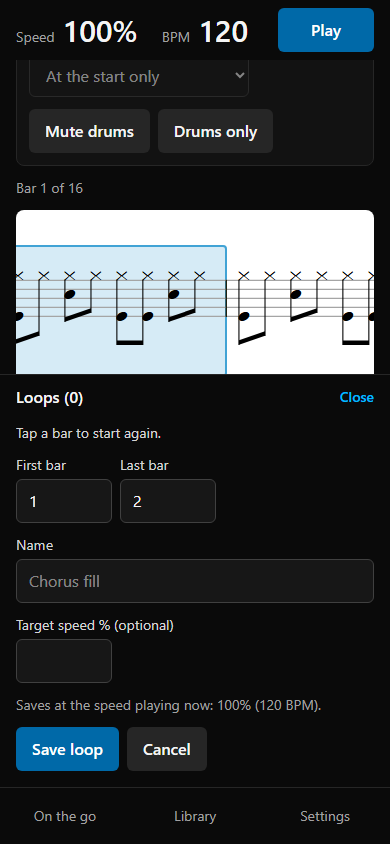 Speed 100% BPM 120 Play
At the start only
Mute drums Drums only
Bar 1 of 16
Loops (0) Close
Tap a bar to start again.
First bar Last bar
1 2
Name
Chorus fill
Target speed % (optional)
Saves at the speed playing now: 100% (120 BPM).
Save loop Cancel
On the go Library Settings